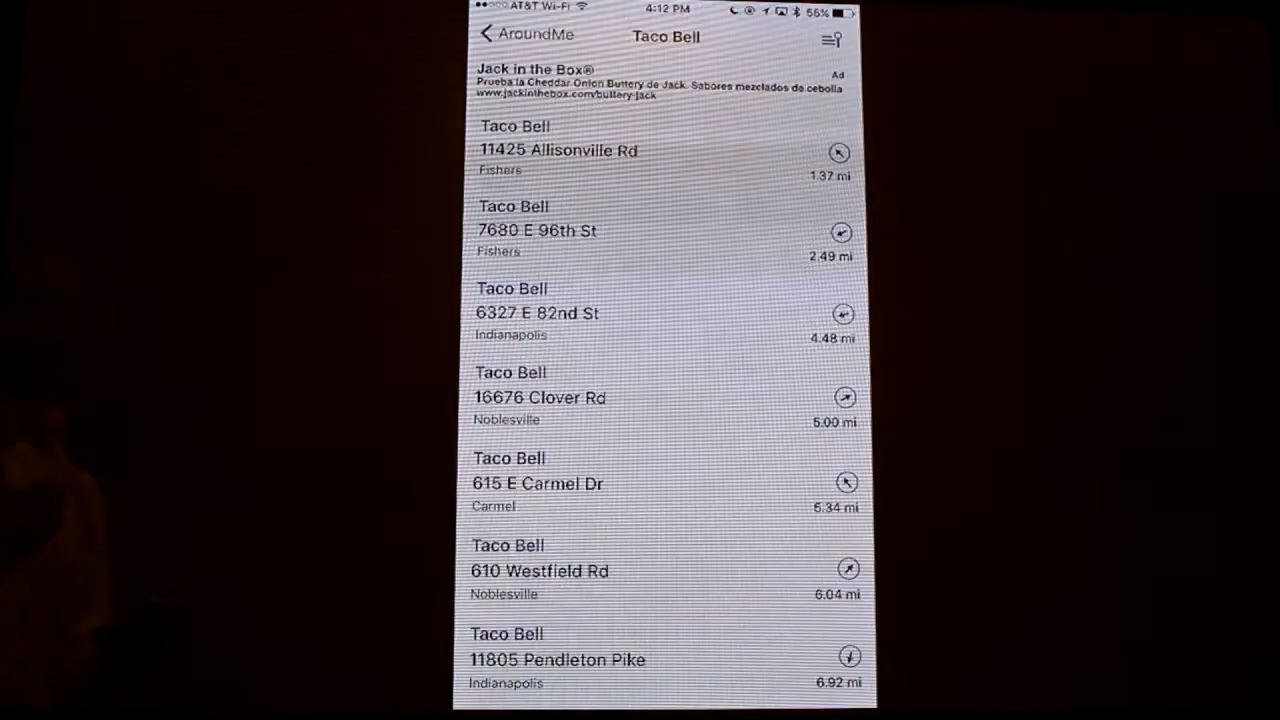 AT&T Wi-Fi 4:12 PM 56%
AroundMe Taco Bell
Jack in the Box® Ad
Prueba la Cheddar Onion Buttery de Jack. Sabores mezclados de cebolla
www.jackinthebox.com/buttery-jack
Taco Bell
11425 Allisonville Rd
Fishers 1.37 mi
Taco Bell
7680 E 96th St
Fishers 2.49 mi
Taco Bell
6327 E 82nd St
Indianapolis 4.48 mi
Taco Bell
16676 Clover Rd
Noblesville 5.00 mi
Taco Bell
615 E Carmel Dr
Carmel 5.34 mi
Taco Bell
610 Westfield Rd
Noblesville 6.04 mi
Taco Bell
11805 Pendleton Pike
Indianapolis 6.92 mi